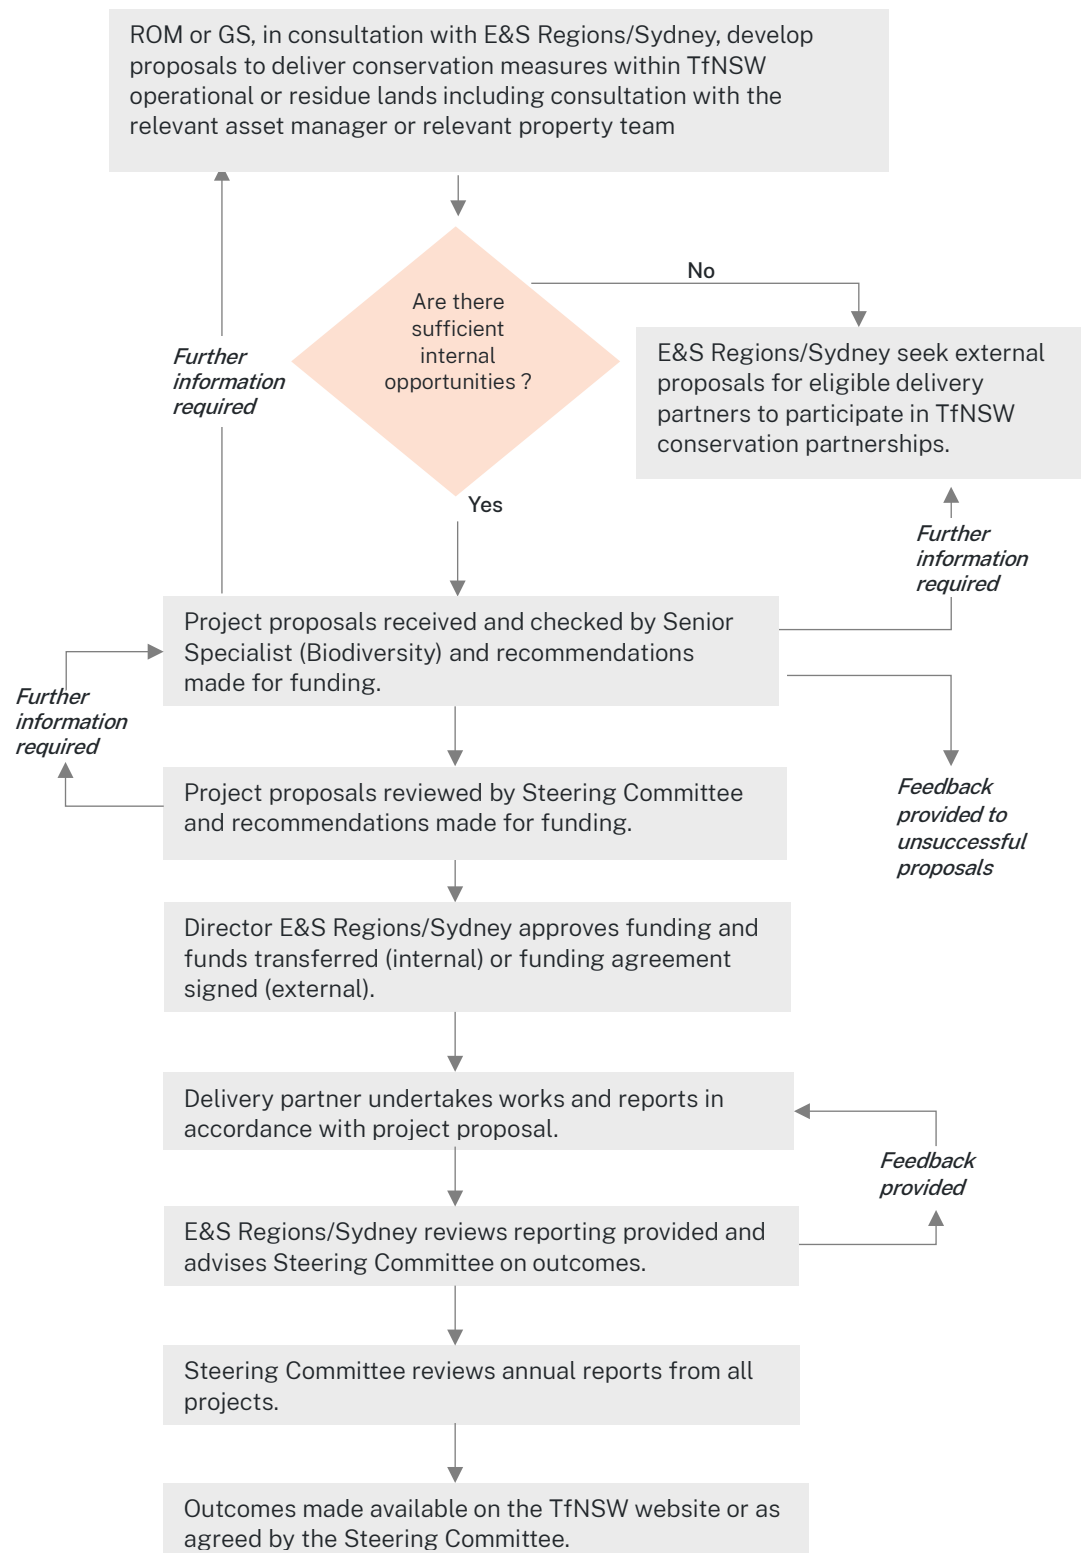 ROM or GS, in consultation with E&S Regions/Sydney, develop
proposals to deliver conservation measures within TfNSW
operational or residue lands including consultation with the
relevant asset manager or relevant property team
Are there
sufficient
internal
opportunities ?
No
E&S Regions/Sydney seek external
proposals for eligible delivery
partners to participate in TfNSW
conservation partnerships.
Further
information
required
Yes
Further
information
required
Project proposals received and checked by Senior
Specialist (Biodiversity) and recommendations
made for funding.
Further
information
required
Project proposals reviewed by Steering Committee
and recommendations made for funding.
Feedback
provided to
unsuccessful
proposals
Director E&S Regions/Sydney approves funding and
funds transferred (internal) or funding agreement
signed (external).
Delivery partner undertakes works and reports in
accordance with project proposal.
Feedback
provided
E&S Regions/Sydney reviews reporting provided and
advises Steering Committee on outcomes.
Steering Committee reviews annual reports from all
projects.
Outcomes made available on the TfNSW website or as
agreed by the Steering Committee.